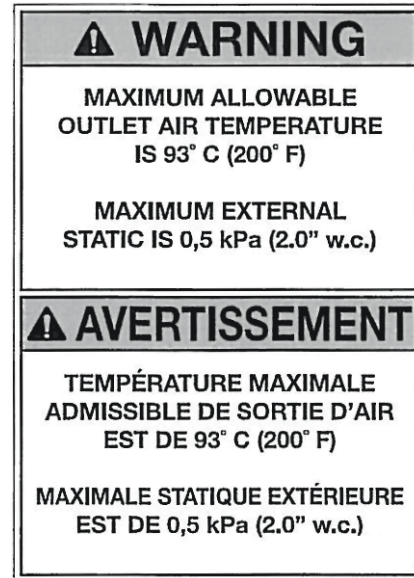 ⚠ WARNING
MAXIMUM ALLOWABLE
OUTLET AIR TEMPERATURE
IS 93° C (200° F)
MAXIMUM EXTERNAL
STATIC IS 0,5 kPa (2.0” w.c.)
⚠ AVERTISSEMENT
TEMPÉRATURE MAXIMALE
ADMISSIBLE DE SORTIE D’AIR
EST DE 93° C (200° F)
MAXIMALE STATIQUE EXTÉRIEURE
EST DE 0,5 kPa (2.0” w.c.)